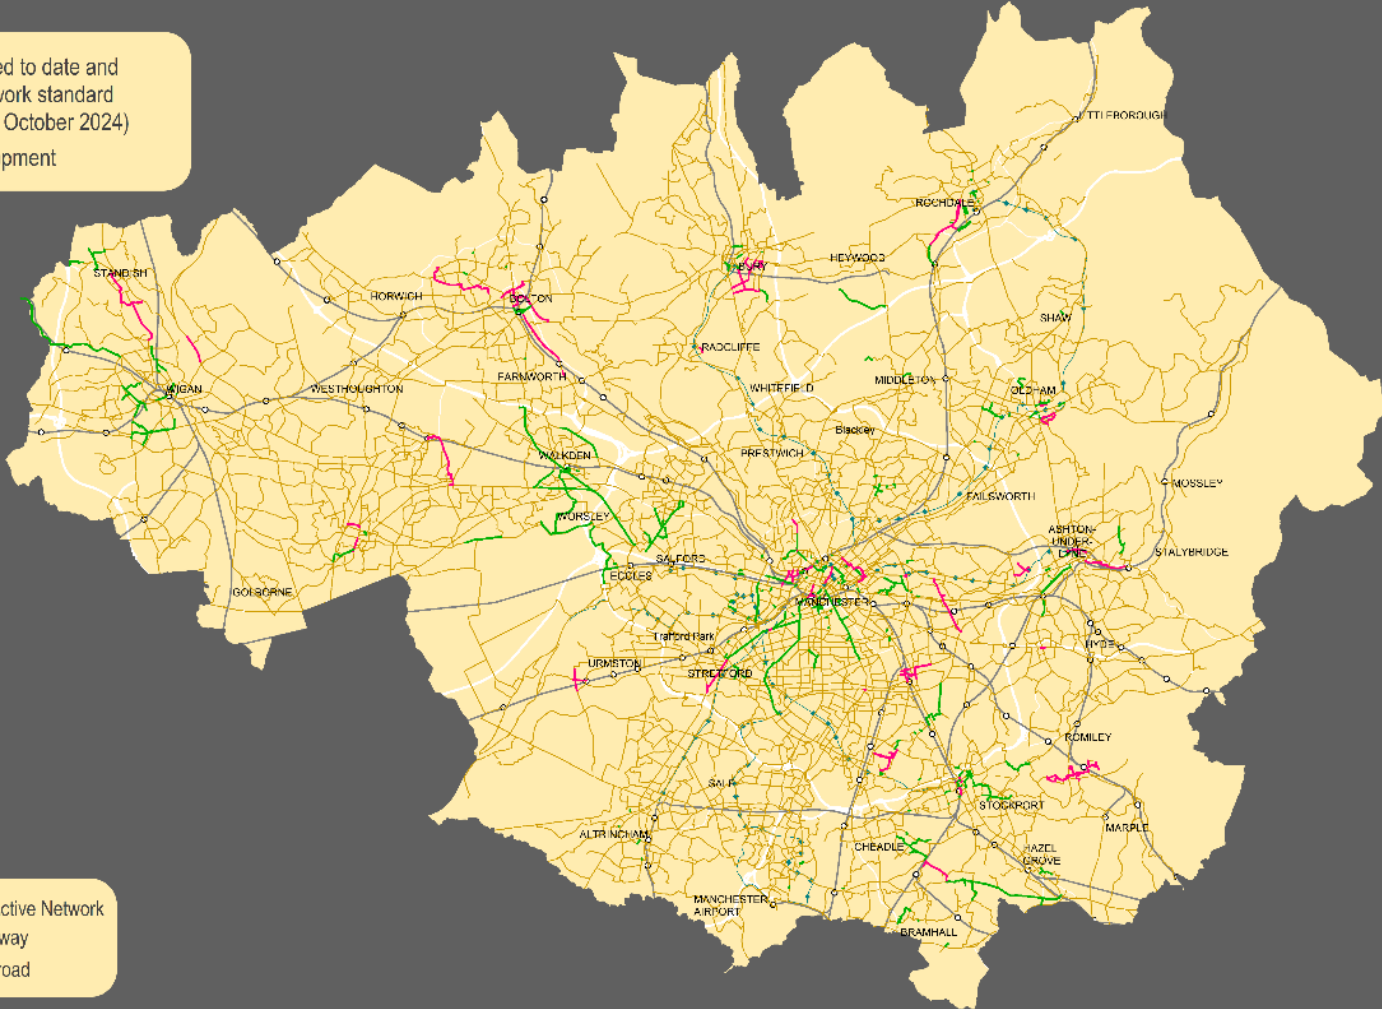 ed to date and
work standard
October 2024)
pment
LITTLEBOROUGH
ROCHDALE
HEYWOOD
BURY
STANDISH
HORWICH
BOLTON
SHAW
RADCLIFFE
FARNWORTH
MIDDLETON
WIGAN
WESTHOUGHTON
WHITEFIELD
OLDHAM
Blackley
PRESTWICH
WALKDEN
MOSSLEY
FAILSWORTH
WORSLEY
ASHTON-
UNDER-
LYNE
STALYBRIDGE
SALFORD
ECCLES
GOLBORNE
MANCHESTER
Trafford Park
HYDE
URMSTON
STRETFORD
ROMILEY
SALE
STOCKPORT
MARPLE
ALTRINCHAM
CHEADLE
HAZEL
GROVE
MANCHESTER
AIRPORT
BRAMHALL
ctive Network
way
road